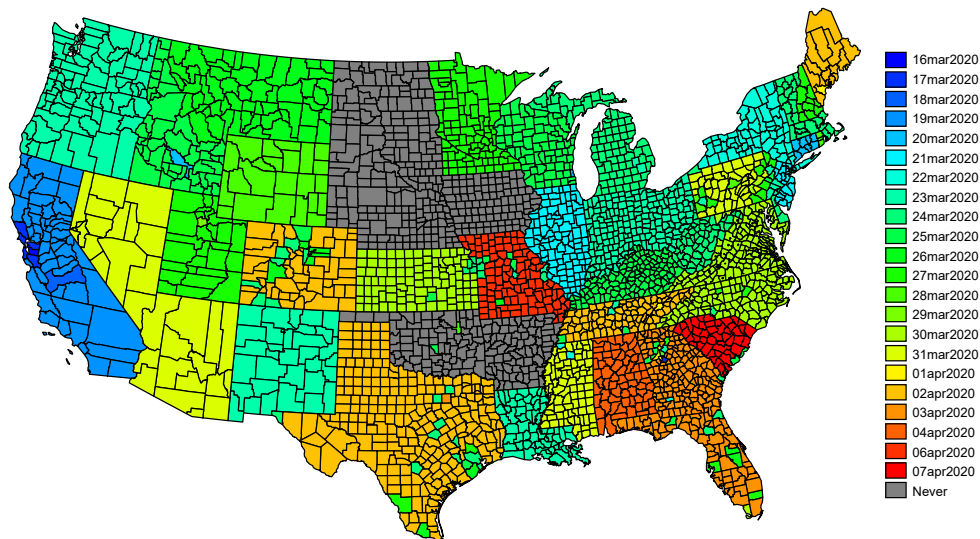 16mar2020
17mar2020
18mar2020
19mar2020
20mar2020
21mar2020
22mar2020
23mar2020
24mar2020
25mar2020
26mar2020
27mar2020
28mar2020
29mar2020
30mar2020
31mar2020
01apr2020
02apr2020
03apr2020
04apr2020
06apr2020
07apr2020
Never